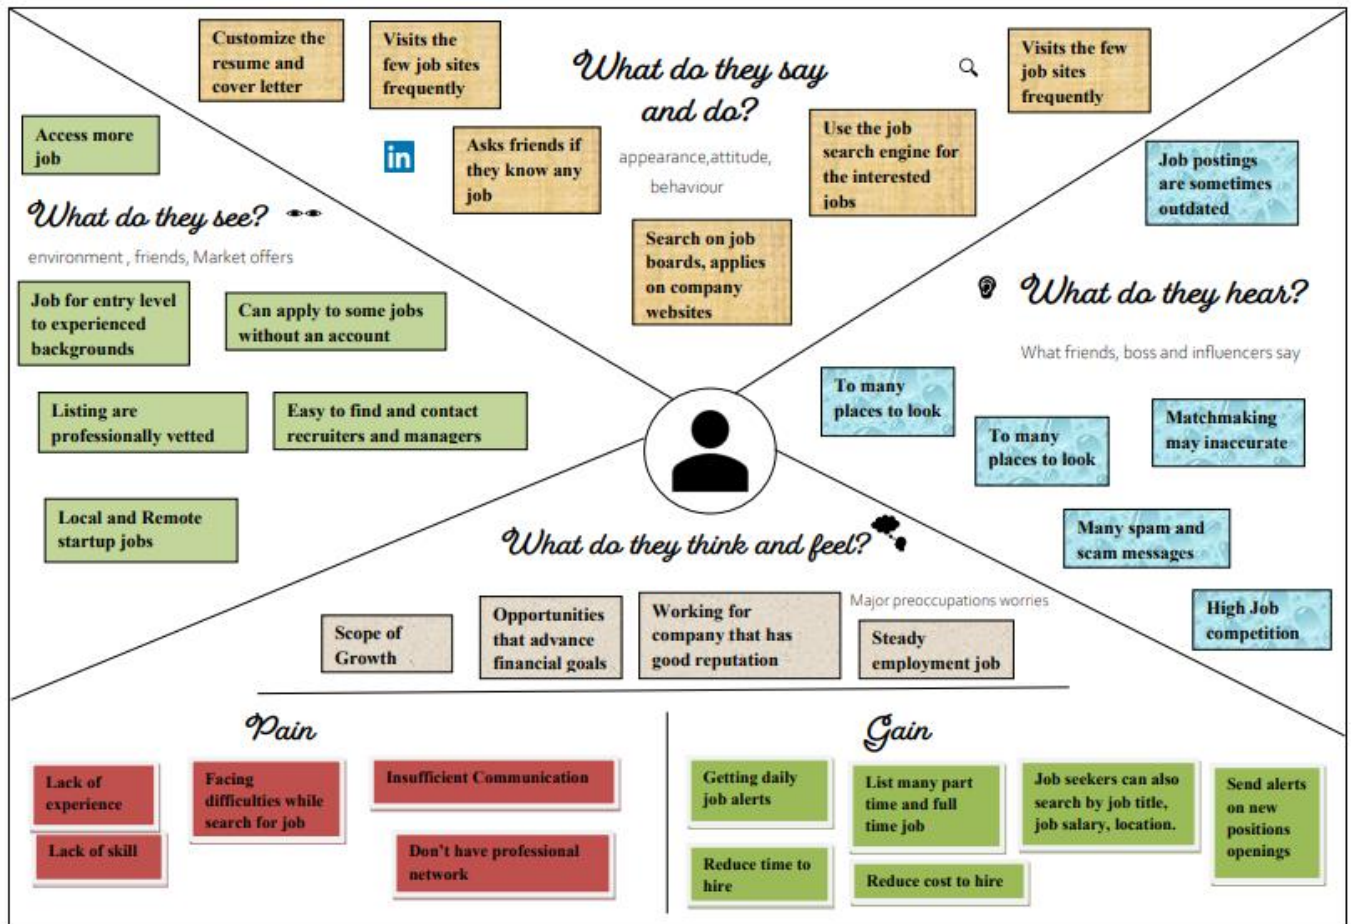 Customize the
resume and
cover letter
Visits the
few job sites
frequently
What do they say
and do?
appearance,attitude,
behaviour
in
Asks friends if
they know any
job
Use the job
search engine for
the interested
jobs
Search on job
boards, applies
on company
websites
Visits the few
job sites
frequently
Access more
job
What do they see?
environment , friends, Market offers
Job for entry level
to experienced
backgrounds
Can apply to some jobs
without an account
Listing are
professionally vetted
Easy to find and contact
recruiters and managers
Local and Remote
startup jobs
Job postings
are sometimes
outdated
What do they hear?
What friends, boss and influencers say
To many
places to look
To many
places to look
Matchmaking
may inaccurate
Many spam and
scam messages
High Job
competition
What do they think and feel?
Major preoccupations worries
Scope of
Growth
Opportunities
that advance
financial goals
Working for
company that has
good reputation
Steady
employment job
Pain
Lack of
experience
Lack of skill
Facing
difficulties while
search for job
Insufficient Communication
Don't have professional
network
Gain
Getting daily
job alerts
Reduce time to
hire
List many part
time and full
time job
Reduce cost to hire
Job seekers can also
search by job title,
job salary, location.
Send alerts
on new
positions
openings